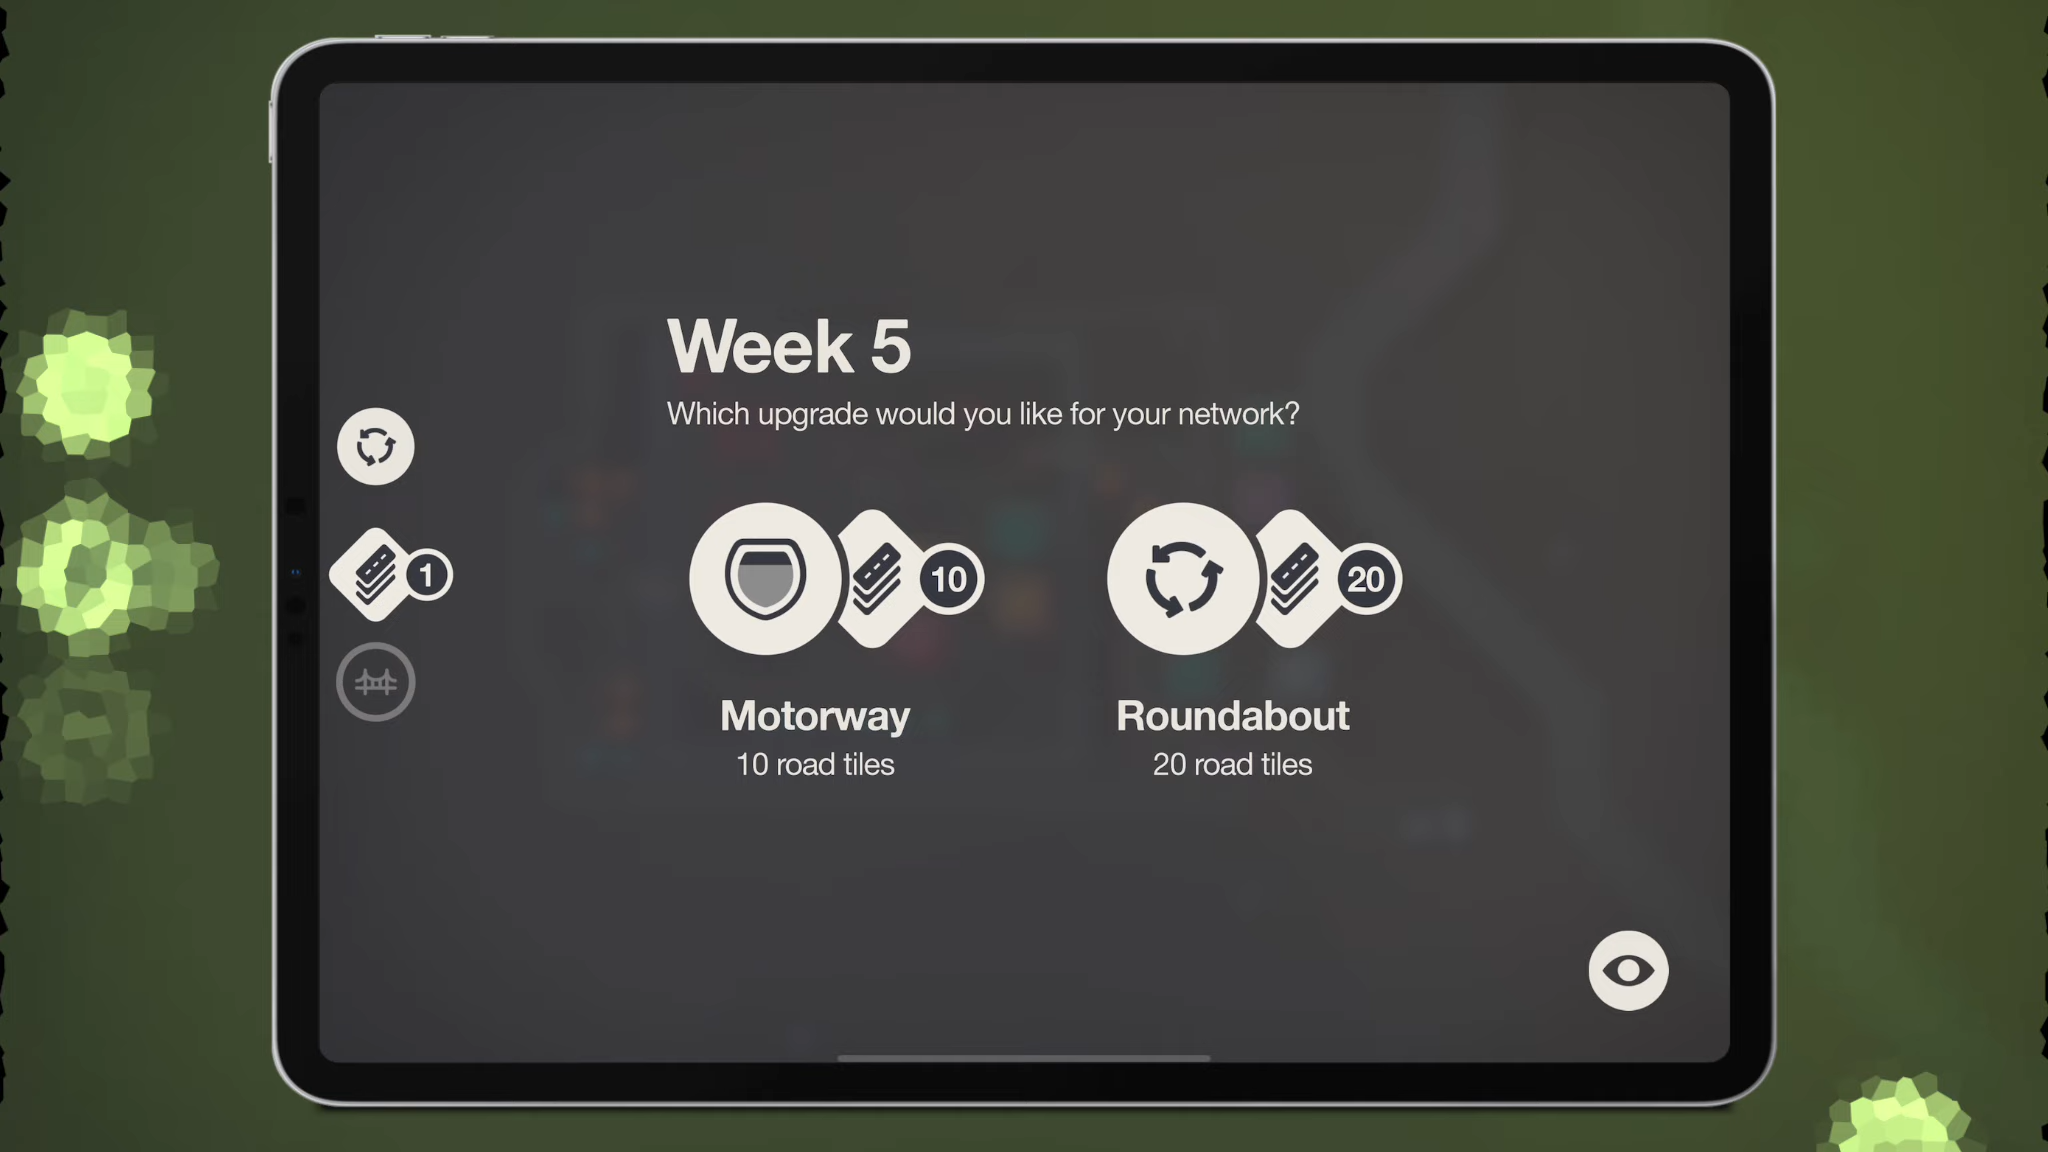 Week 5
Which upgrade would you like for your network?
1
10
20
Motorway
Roundabout
10 road tiles
20 road tiles